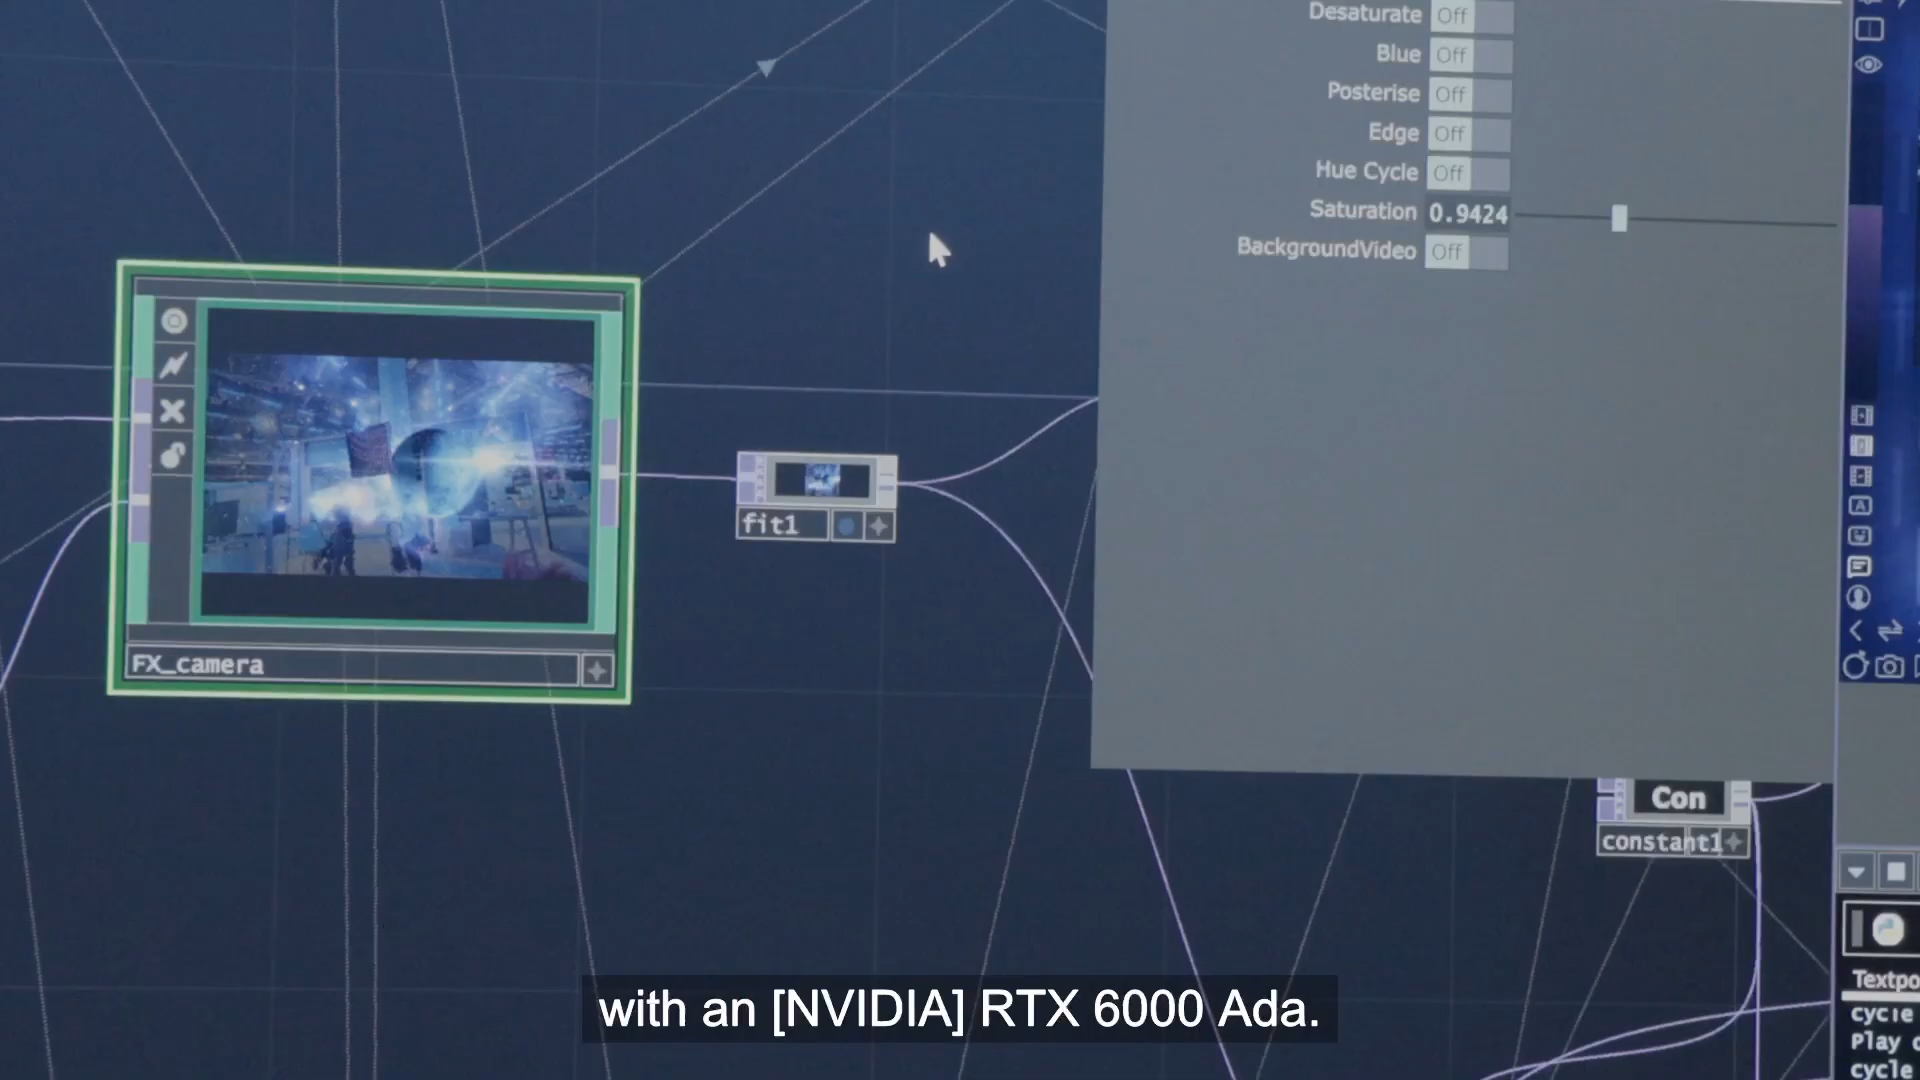 Desaturate Off
Blue Off
Posterise Off
Edge Off
Hue Cycle Off
Saturation 0.9424
BackgroundVideo Off
fit1
FX_camera
Con
constant1
Textpo
cycle
Play
cycle
with an [NVIDIA] RTX 6000 Ada.